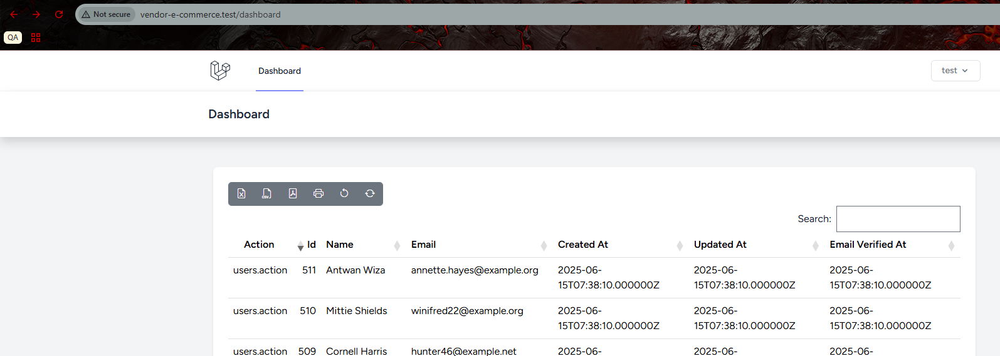 Not secure vendor-e-commerce.test/dashboard
QA
Dashboard test
Dashboard
CSV
Search:
Action Id Name Email Created At Updated At Email Verified At
users.action 511 Antwan Wiza annette.hayes@example.org 2025-06- 2025-06- 2025-06-
15T07:38:10.000000Z 15T07:38:10.000000Z 15T07:38:10.000000Z
users.action 510 Mittie Shields winifred22@example.org 2025-06- 2025-06- 2025-06-
15T07:38:10.000000Z 15T07:38:10.000000Z 15T07:38:10.000000Z
users.action 509 Cornell Harris hunter46@example.net 2025-06- 2025-06- 2025-06-